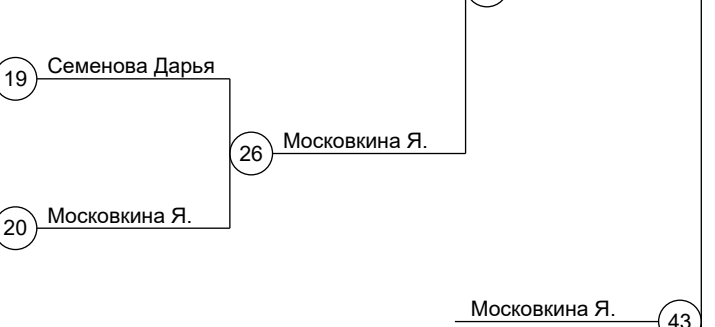 19 Семенова Дарья
26 Московкина Я.
20 Московкина Я.
Московкина Я. 43